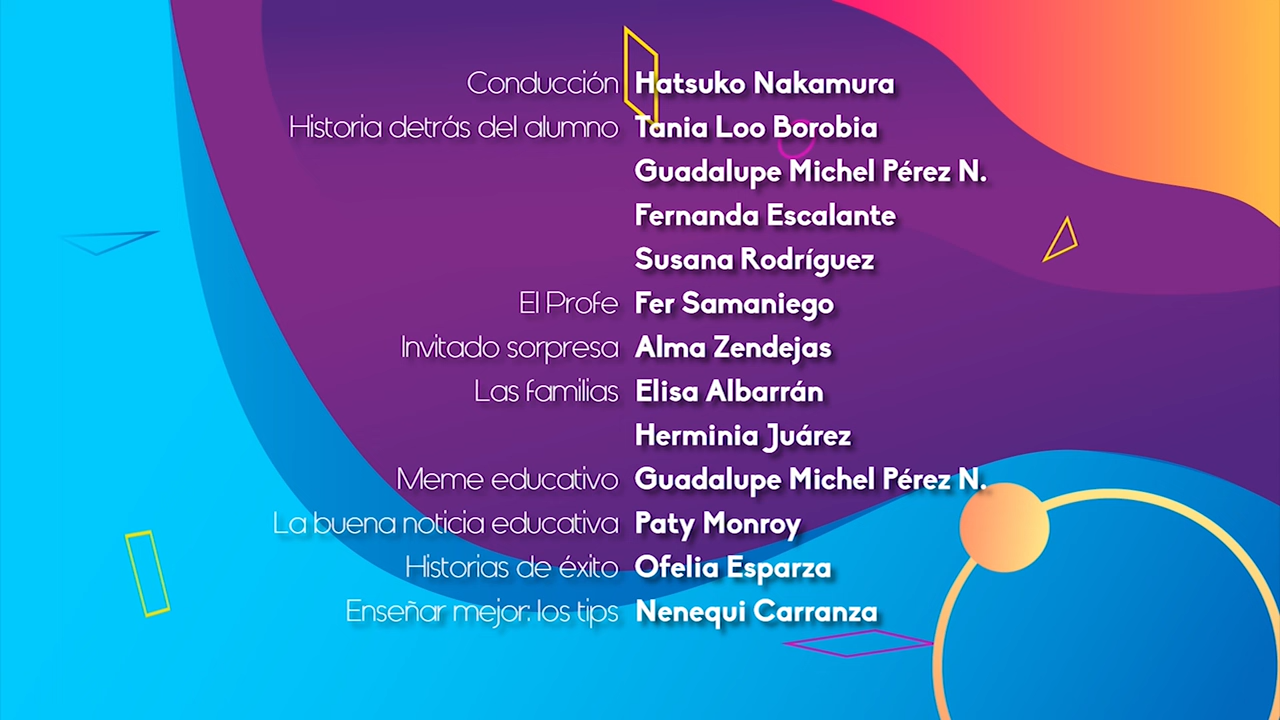 Conducción Hatsuko Nakamura
Historia detrás del alumno Tania Loo Borobia
Guadalupe Michel Pérez N.
Fernanda Escalante
Susana Rodríguez
El Profe Fer Samaniego
Invitado sorpresa Alma Zendejas
Las familias Elisa Albarrán
Herminia Juárez
Meme educativo Guadalupe Michel Pérez N.
La buena noticia educativa Paty Monroy
Historias de éxito Ofelia Esparza
Enseñar mejor: los tips Nenequi Carranza